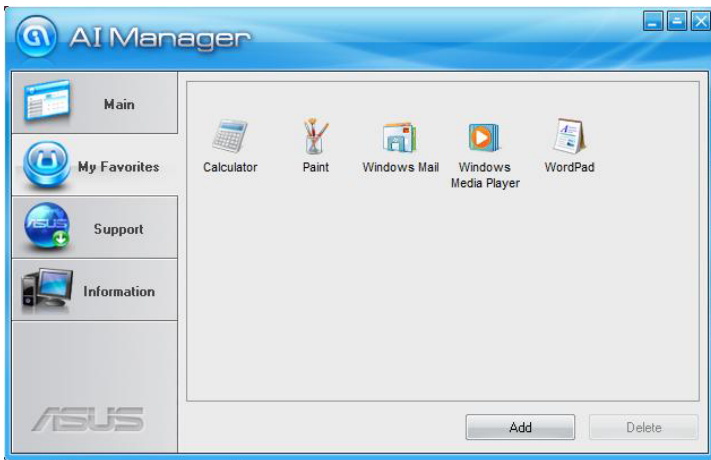 AI Manager
Main
My Favorites
Support
Information
Calculator
Paint
Windows Mail
Windows
Media Player
WordPad
ASUS
Add
Delete